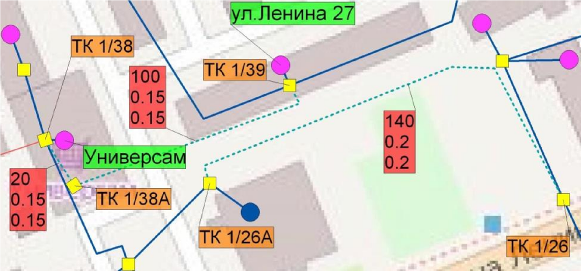 ул.Ленина 27
ТК 1/38
ТК 1/39
100
0.15
0.15
140
0.2
0.2
Универсам
20
0.15
0.15
ТК 1/38А
ТК 1/26А
ТК 1/26